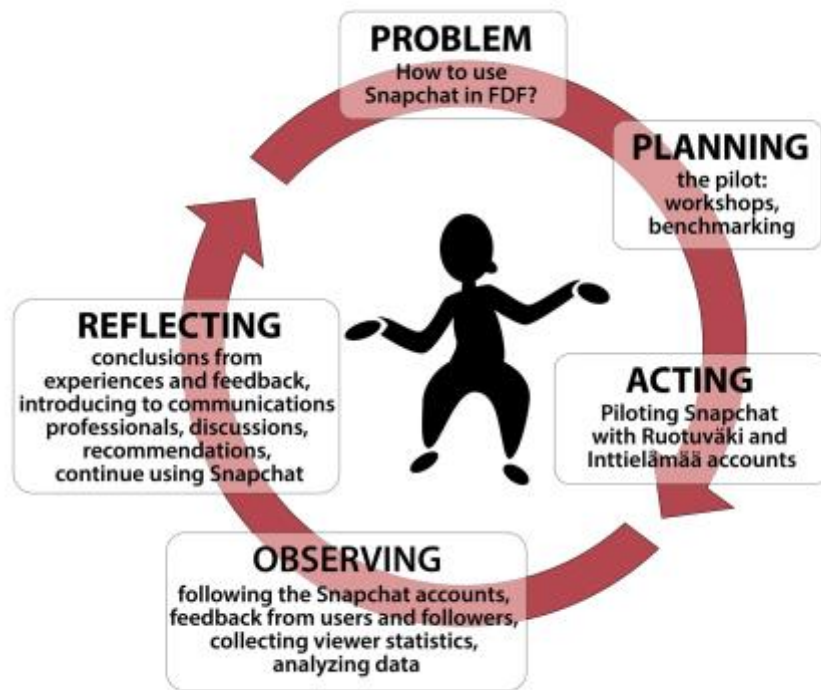 PROBLEM
How to use
Snapchat in FDF?
PLANNING
the pilot:
workshops,
benchmarking
ACTING
Piloting Snapchat
with Ruotuväki and
Inttielämää accounts
OBSERVING
following the Snapchat accounts,
feedback from users and followers,
collecting viewer statistics,
analyzing data
REFLECTING
conclusions from
experiences and feedback,
introducing to communications
professionals, discussions,
recommendations,
continue using Snapchat